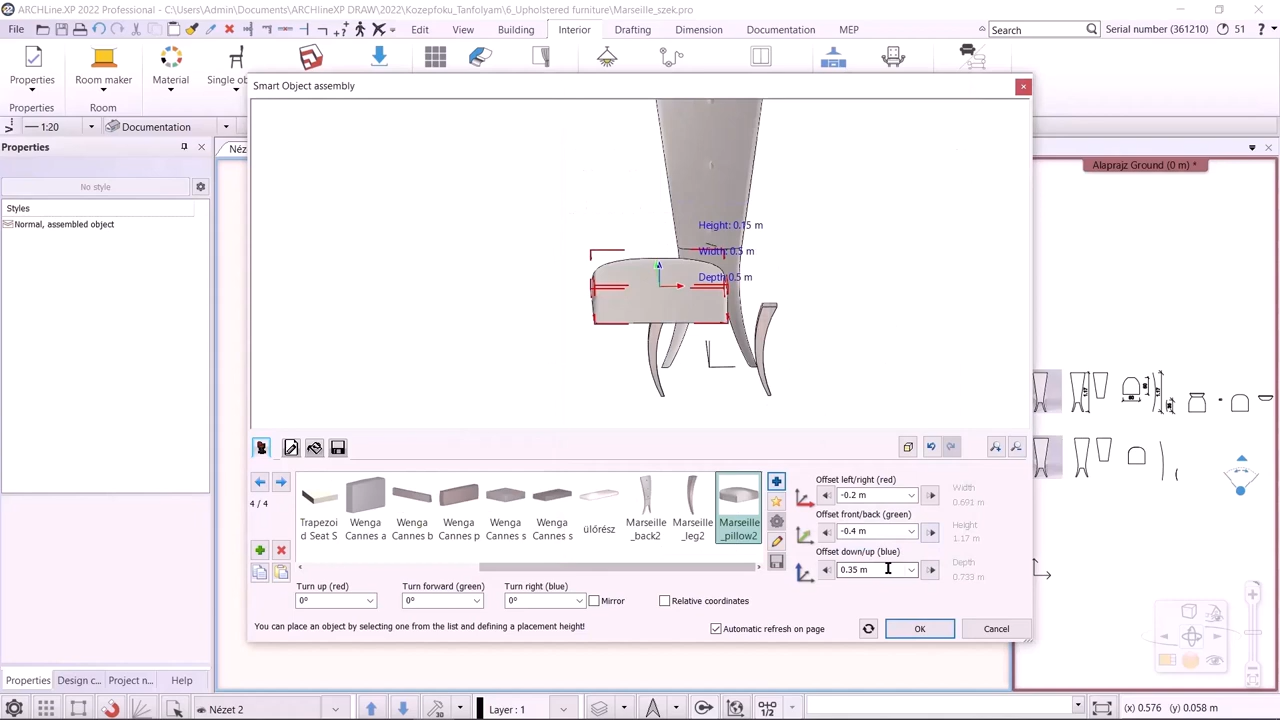 ARCHLine.XP 2022 Professional - C:\Users\Admin\Documents\ARCHLineXP DRAW\2022\Kozepfoku_Tanfolyam\6_Upholstered furniture\Marseille_szek.pro
File
Edit
View
Building
Interior
Drafting
Dimension
Documentation
MEP
Search
Serial number (361210)
51
Properties
Room maker
Material
Single ob
Properties
Room
1:20
Documentation
Properties
No style
Styles
Normal, assembled object
Néze
Alaprajz Ground (0 m) *
Smart Object assembly
Height: 0.15 m
Width: 0.5 m
Depth: 0.5 m
4 / 4
Trapezoi
d Seat S
Wenga
Cannes a
Wenga
Cannes b
Wenga
Cannes p
Wenga
Cannes s
Wenga
Cannes s
ülőrész
Marseille
_back2
Marseille
_leg2
Marseille
_pillow2
Offset left/right (red)
-0.2 m
Offset front/back (green)
-0.4 m
Offset down/up (blue)
0.35 m
Width
0.691 m
Height
1.17 m
Depth
0.733 m
Turn up (red)
0°
Turn forward (green)
0°
Turn right (blue)
0°
Mirror
Relative coordinates
You can place an object by selecting one from the list and defining a placement height!
Automatic refresh on page
OK
Cancel
Properties
Design c...
Project n...
Help
Nézet 2
Layer : 1
(x) 0.576
(y) 0.058 m